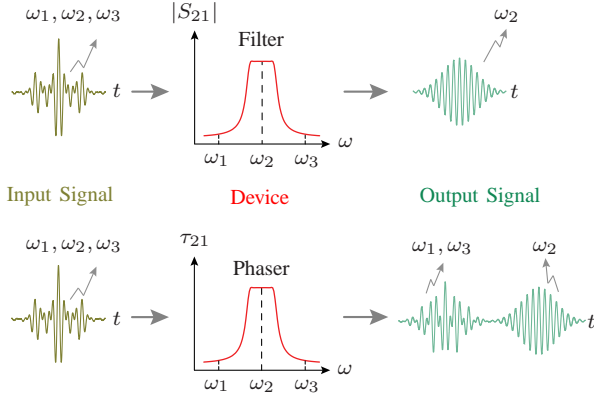 ω₁, ω₂, ω₃
t
|S₂₁|
Filter
ω₁ ω₂ ω₃ ω
ω₂
t
Input Signal
Device
Output Signal
ω₁, ω₂, ω₃
t
τ₂₁
Phaser
ω₁ ω₂ ω₃ ω
ω₁, ω₃
ω₂
t